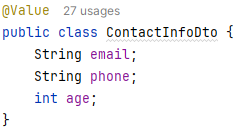 @Value 27 usages
public class ContactInfoDto {
    String email;
    String phone;
    int age;
}